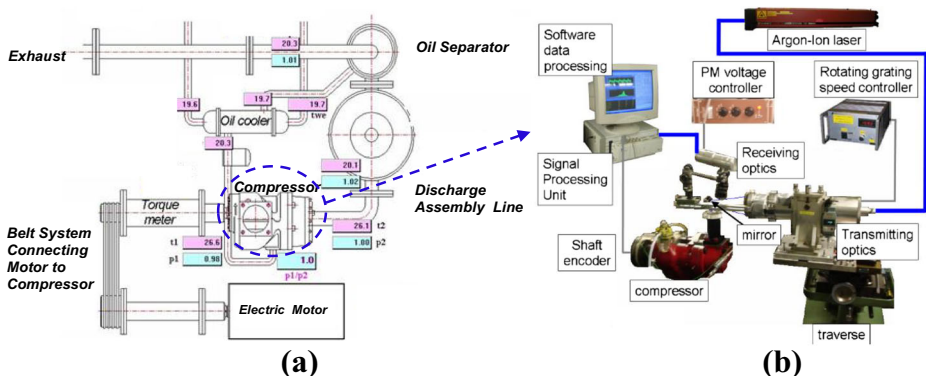 Exhaust
20.3
1.01
Oil Separator
19.6
19.7
19.7
twe
Oil cooler
20.3
20.1
1.02
Compressor
Discharge
Assembly Line
Torque
meter
26.1
t2
1.00
p2
t1
26.6
p1
0.98
1.0
p1/p2
Belt System
Connecting
Motor to
Compressor
Electric Motor
(a)
Software
data
processing
Argon-Ion laser
PM voltage
controller
Rotating grating
speed controller
Signal
Processing
Unit
Receiving
optics
Shaft
encoder
mirror
Transmitting
optics
compressor
traverse
(b)